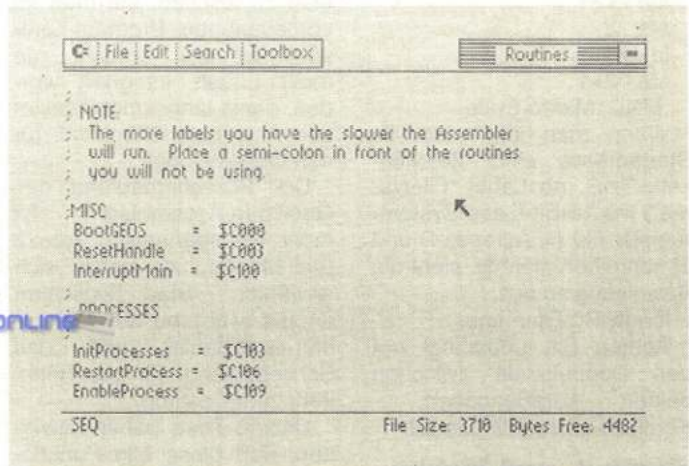 C= File Edit Search Toolbox Routines
;
; NOTE
; The more labels you have the slower the Assembler
; will run. Place a semi-colon in front of the routines
; you will not be using.
;
;MISC
BootGEOS = $C000
ResetHandle = $C003
InterruptMain = $C100
;
; PROCESSES
;
InitProcesses = $C103
RestartProcess = $C106
EnableProcess = $C109
SEQ File Size: 3710 Bytes Free: 4482
ONLINE